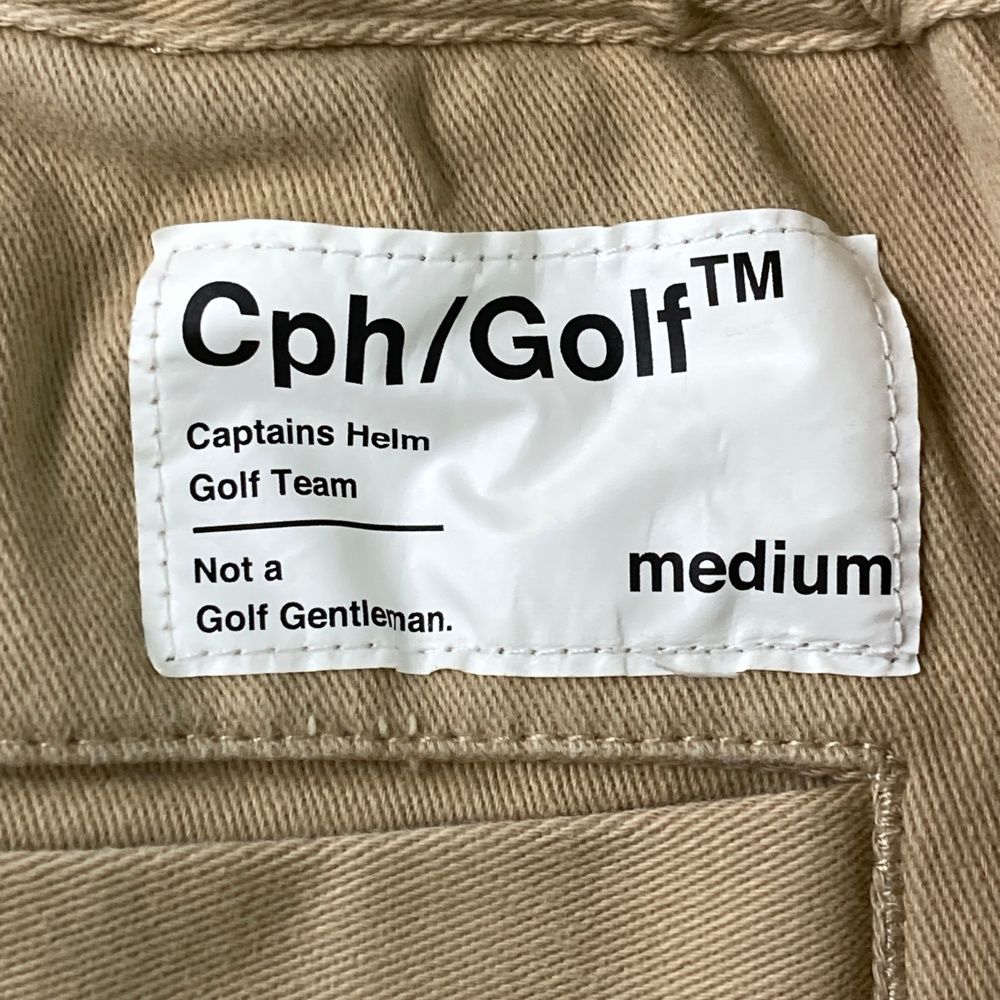 Cph/Golf™
Captains Helm
Golf Team
Not a
Golf Gentleman.
medium